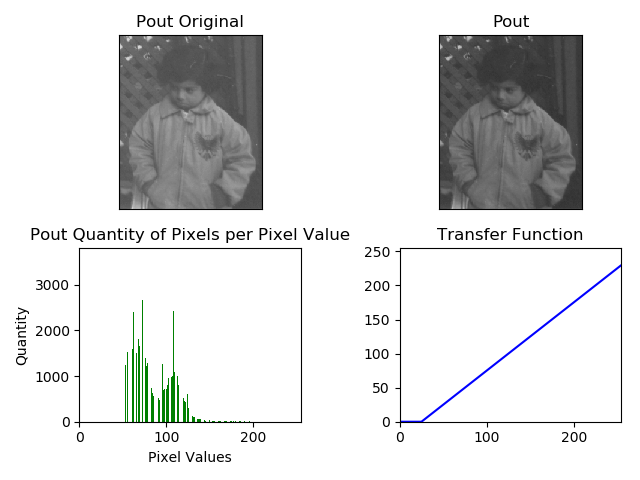 Pout Original
Pout
Pout Quantity of Pixels per Pixel Value
Quantity
3000
2000
1000
0
0
100
200
Pixel Values
Transfer Function
250
200
150
100
50
0
0
100
200